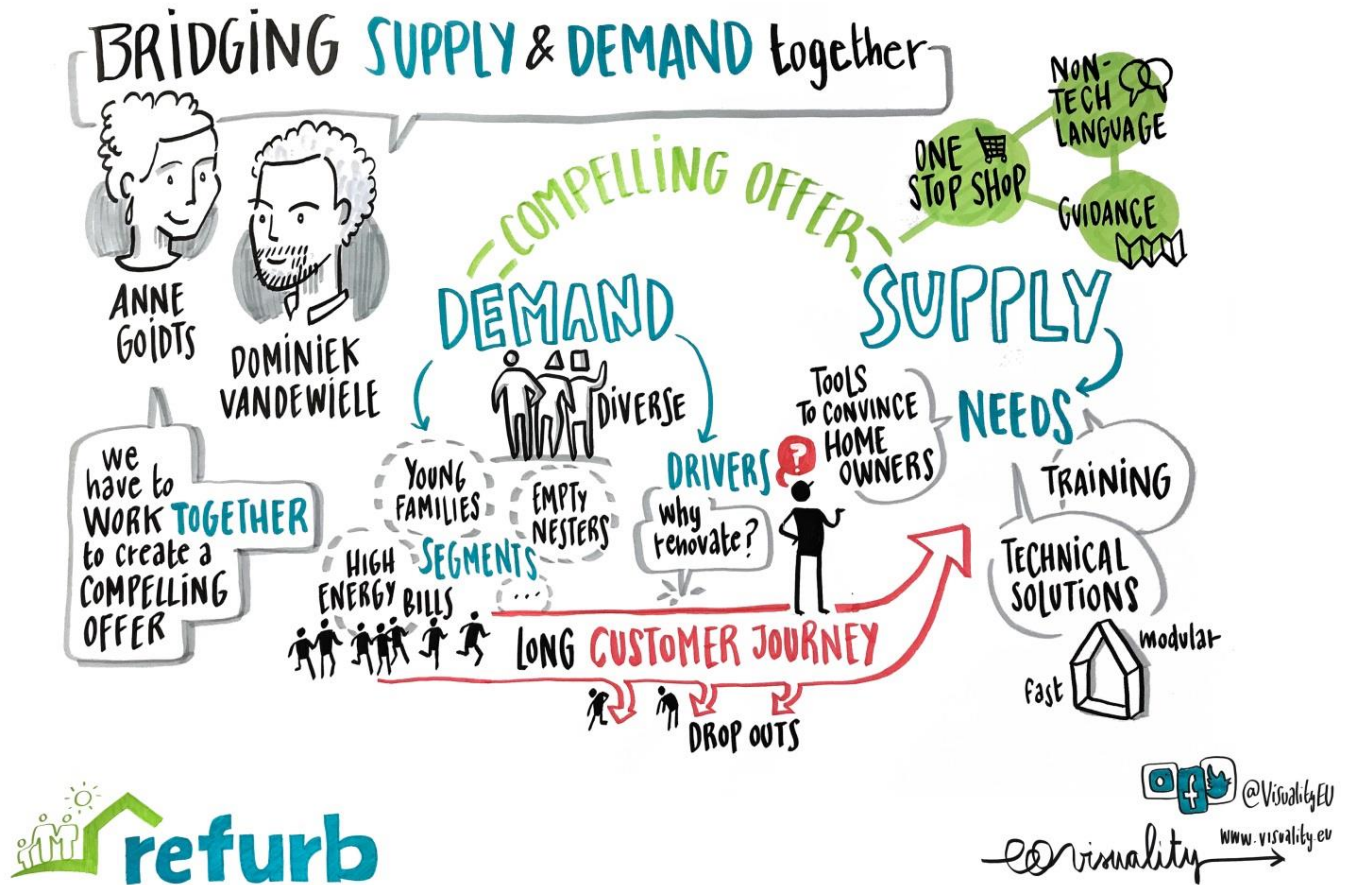 BRIDGING SUPPLY & DEMAND together
ANNE
GOIDTS
DOMINIEK
VANDEWIELE
we
have to
WORK TOGETHER
to create a
COMPELLING
OFFER
COMPELLING OFFER
DEMAND
DIVERSE
YOUNG
FAMILIES
EMPTY
NESTERS
SEGMENTS
HIGH
ENERGY
BILLS
...
DRIVERS
?
why
renovate?
LONG CUSTOMER JOURNEY
DROP OUTS
SUPPLY
ONE
STOP SHOP
NON-
TECH
LANGUAGE
GUIDANCE
NEEDS
TOOLS
TO CONVINCE
HOME
OWNERS
TRAINING
TECHNICAL
SOLUTIONS
modular
fast
refurb
f
@VisualityEU
www.visuality.eu
visuality